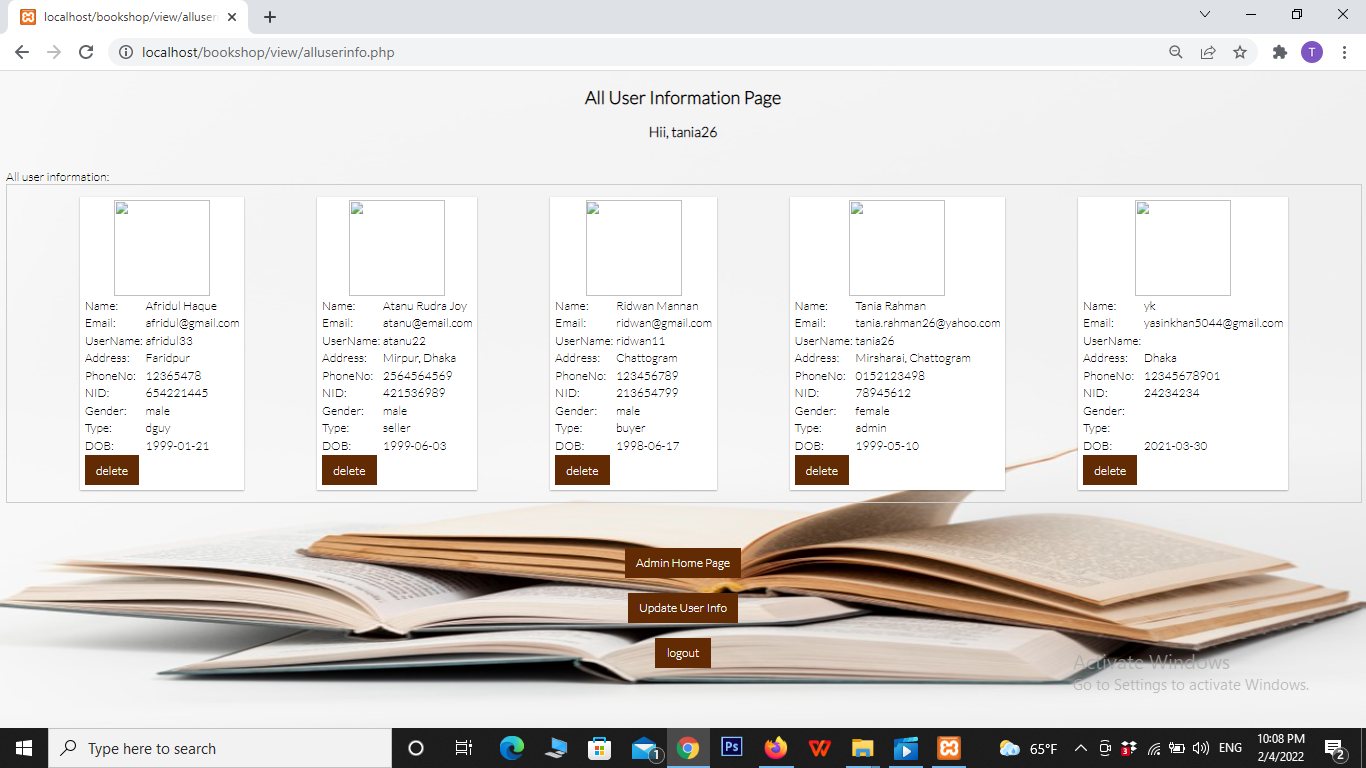 localhost/bookshop/view/alluser
localhost/bookshop/view/alluserinfo.php
T
All User Information Page
Hii, tania26
All user information:
Name: Afridul Haque
Email: afridul@gmail.com
UserName: afridul33
Address: Faridpur
PhoneNo: 12365478
NID: 654221445
Gender: male
Type: dguy
DOB: 1999-01-21
delete
Name: Atanu Rudra Joy
Email: atanu@email.com
UserName: atanu22
Address: Mirpur, Dhaka
PhoneNo: 2564564569
NID: 421536989
Gender: male
Type: seller
DOB: 1999-06-03
delete
Name: Ridwan Mannan
Email: ridwan@gmail.com
UserName: ridwan11
Address: Chattogram
PhoneNo: 123456789
NID: 213654799
Gender: male
Type: buyer
DOB: 1998-06-17
delete
Name: Tania Rahman
Email: tania.rahman26@yahoo.com
UserName: tania26
Address: Mirsharai, Chattogram
PhoneNo: 0152123498
NID: 78945612
Gender: female
Type: admin
DOB: 1999-05-10
delete
Name: yk
Email: yasinkhan5044@gmail.com
UserName:
Address: Dhaka
PhoneNo: 12345678901
NID: 24234234
Gender:
Type:
DOB: 2021-03-30
delete
Admin Home Page
Update User Info
logout
Activate Windows
Go to Settings to activate Windows.
Type here to search
1
Ps
65°F
3
ENG
10:08 PM
2/4/2022
2